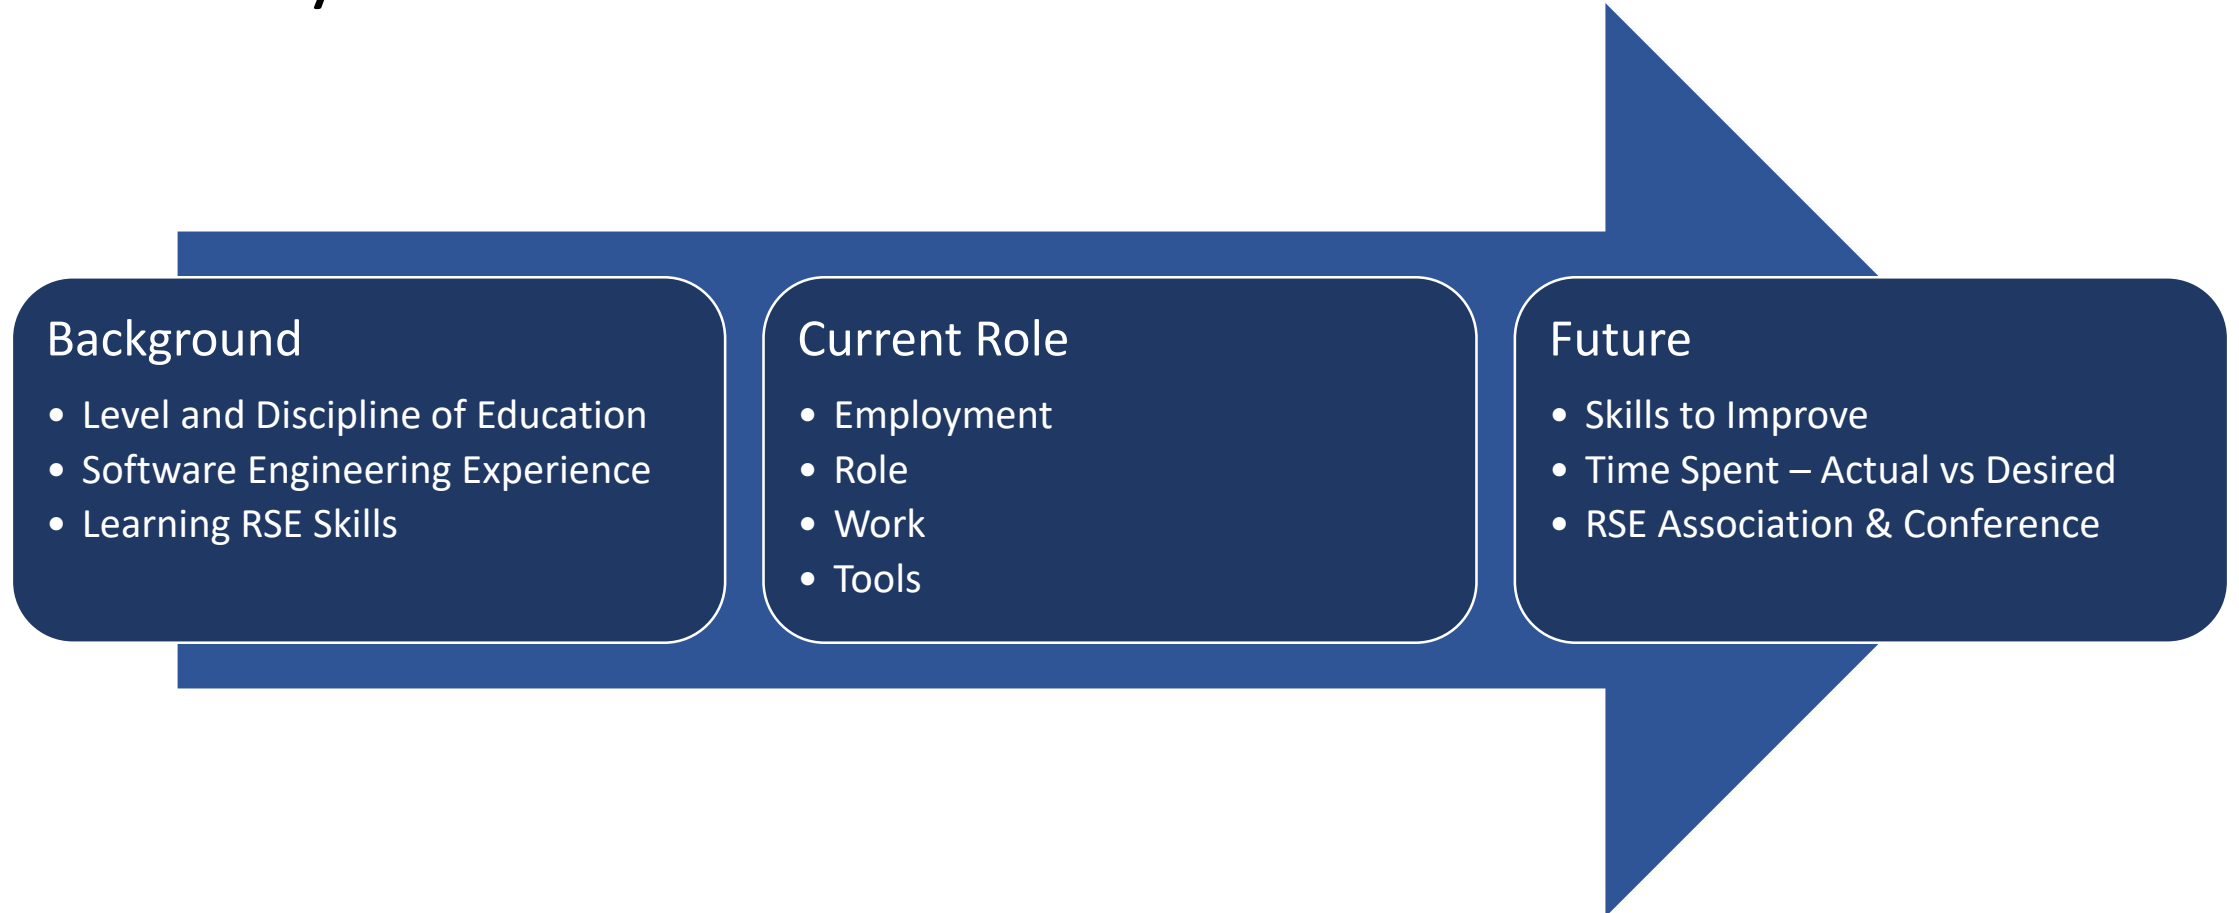 Background
• Level and Discipline of Education
• Software Engineering Experience
• Learning RSE Skills
Current Role
• Employment
• Role
• Work
• Tools
Future
• Skills to Improve
• Time Spent – Actual vs Desired
• RSE Association & Conference